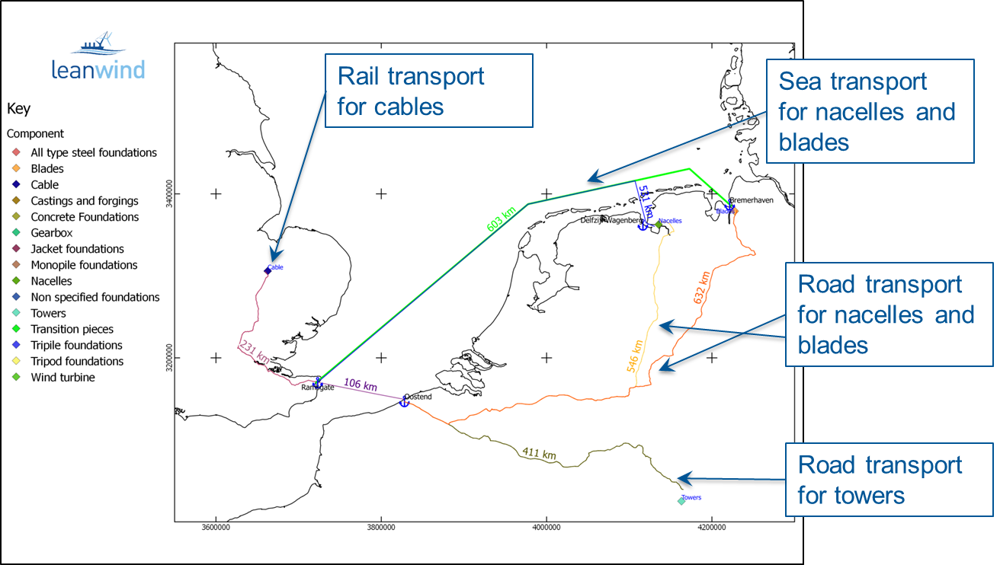 leanwind
Key
Component
All type steel foundations
Blades
Cable
Castings and forgings
Concrete Foundations
Gearbox
Jacket foundations
Monopile foundations
Nacelles
Non specified foundations
Towers
Transition pieces
Tripile foundations
Tripod foundations
Wind turbine
Rail transport
for cables
Sea transport
for nacelles and
blades
Road transport
for nacelles and
blades
Road transport
for towers
3400000
3200000
3600000
3800000
4000000
4200000
603 km
Bremerhaven
Blades
Nacelles
Cable
632 km
546 km
231 km
Ramsgate
106 km
Oostend
411 km
Towers